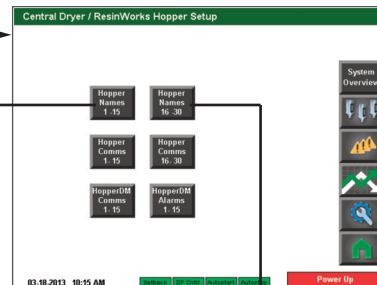 Central Dryer / ResinWorks Hopper Setup
System
Overview
Hopper
Names
1 -15
Hopper
Names
16 -30
Hopper
Comms
1- 15
Hopper
Comms
16-30
HopperDM
Comms
1- 15
HopperDM
Alarms
1- 15
03-18-2013 10:15 AM
Setback
Autostart
Power Up